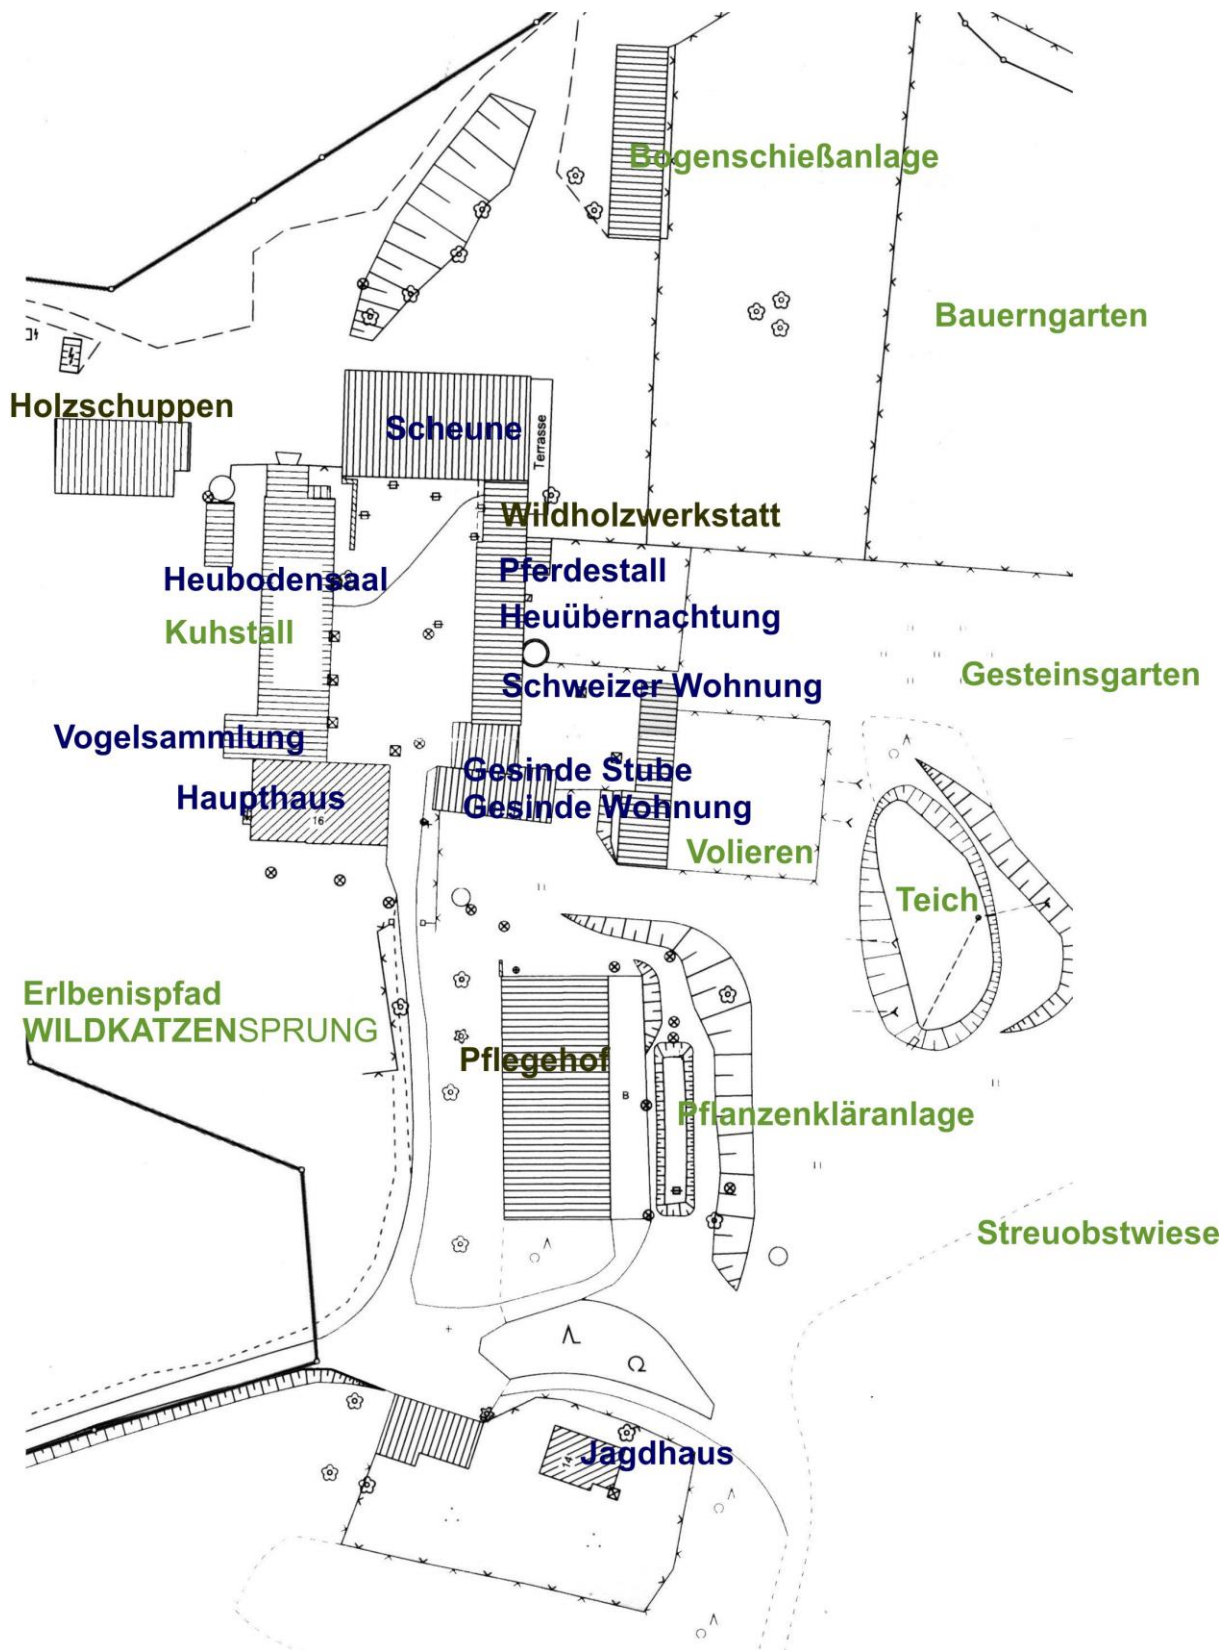 Bogenschießanlage
Bauerngarten
Holzschuppen
Scheune
Terrasse
Wildholzwerkstatt
Pferdestall
Heubodensaal
Heuübernachtung
Kuhstall
Gesteinsgarten
Schweizer Wohnung
Vogelsammlung
Gesinde Stube
Haupthaus
Gesinde Wohnung
16
Volieren
Teich
Erlbenispfad
WILDKATZENSPRUNG
Pflegehof
B
Pflanzenkläranlage
Streuobstwiese
Jagdhaus
14